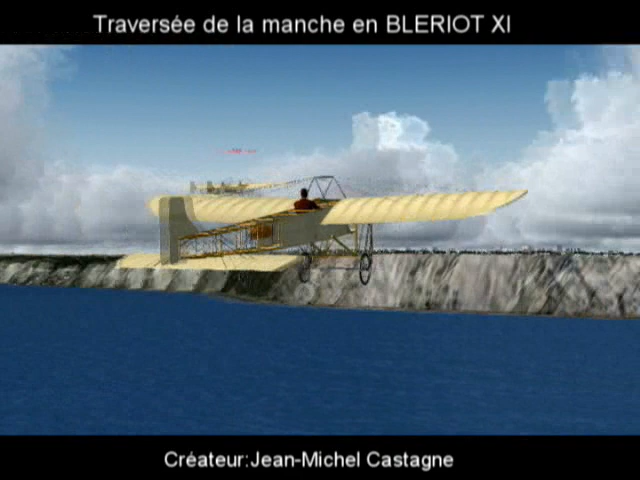 Traversée de la manche en BLERIOT XI
Créateur:Jean-Michel Castagne